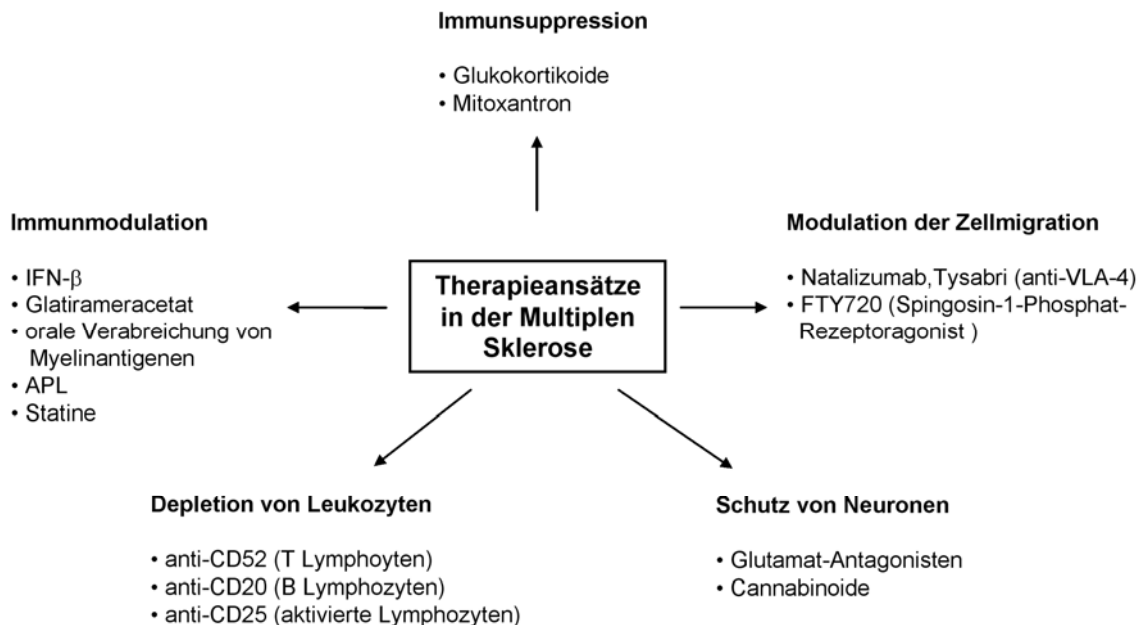 Immunsuppression
• Glukokortikoide
• Mitoxantron
Immunmodulation
• IFN-β
• Glatirameracetat
• orale Verabreichung von
Myelinantigenen
• APL
• Statine
Therapieansätze
in der Multiplen
Sklerose
Modulation der Zellmigration
• Natalizumab,Tysabri (anti-VLA-4)
• FTY720 (Spingosin-1-Phosphat-
Rezeptoragonist )
Depletion von Leukozyten
• anti-CD52 (T Lymphoyten)
• anti-CD20 (B Lymphozyten)
• anti-CD25 (aktivierte Lymphozyten)
Schutz von Neuronen
• Glutamat-Antagonisten
• Cannabinoide